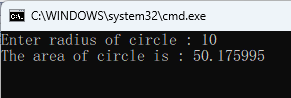 C:\WINDOWS\system32\cmd.exe
Enter radius of circle : 10
The area of circle is : 50.175995